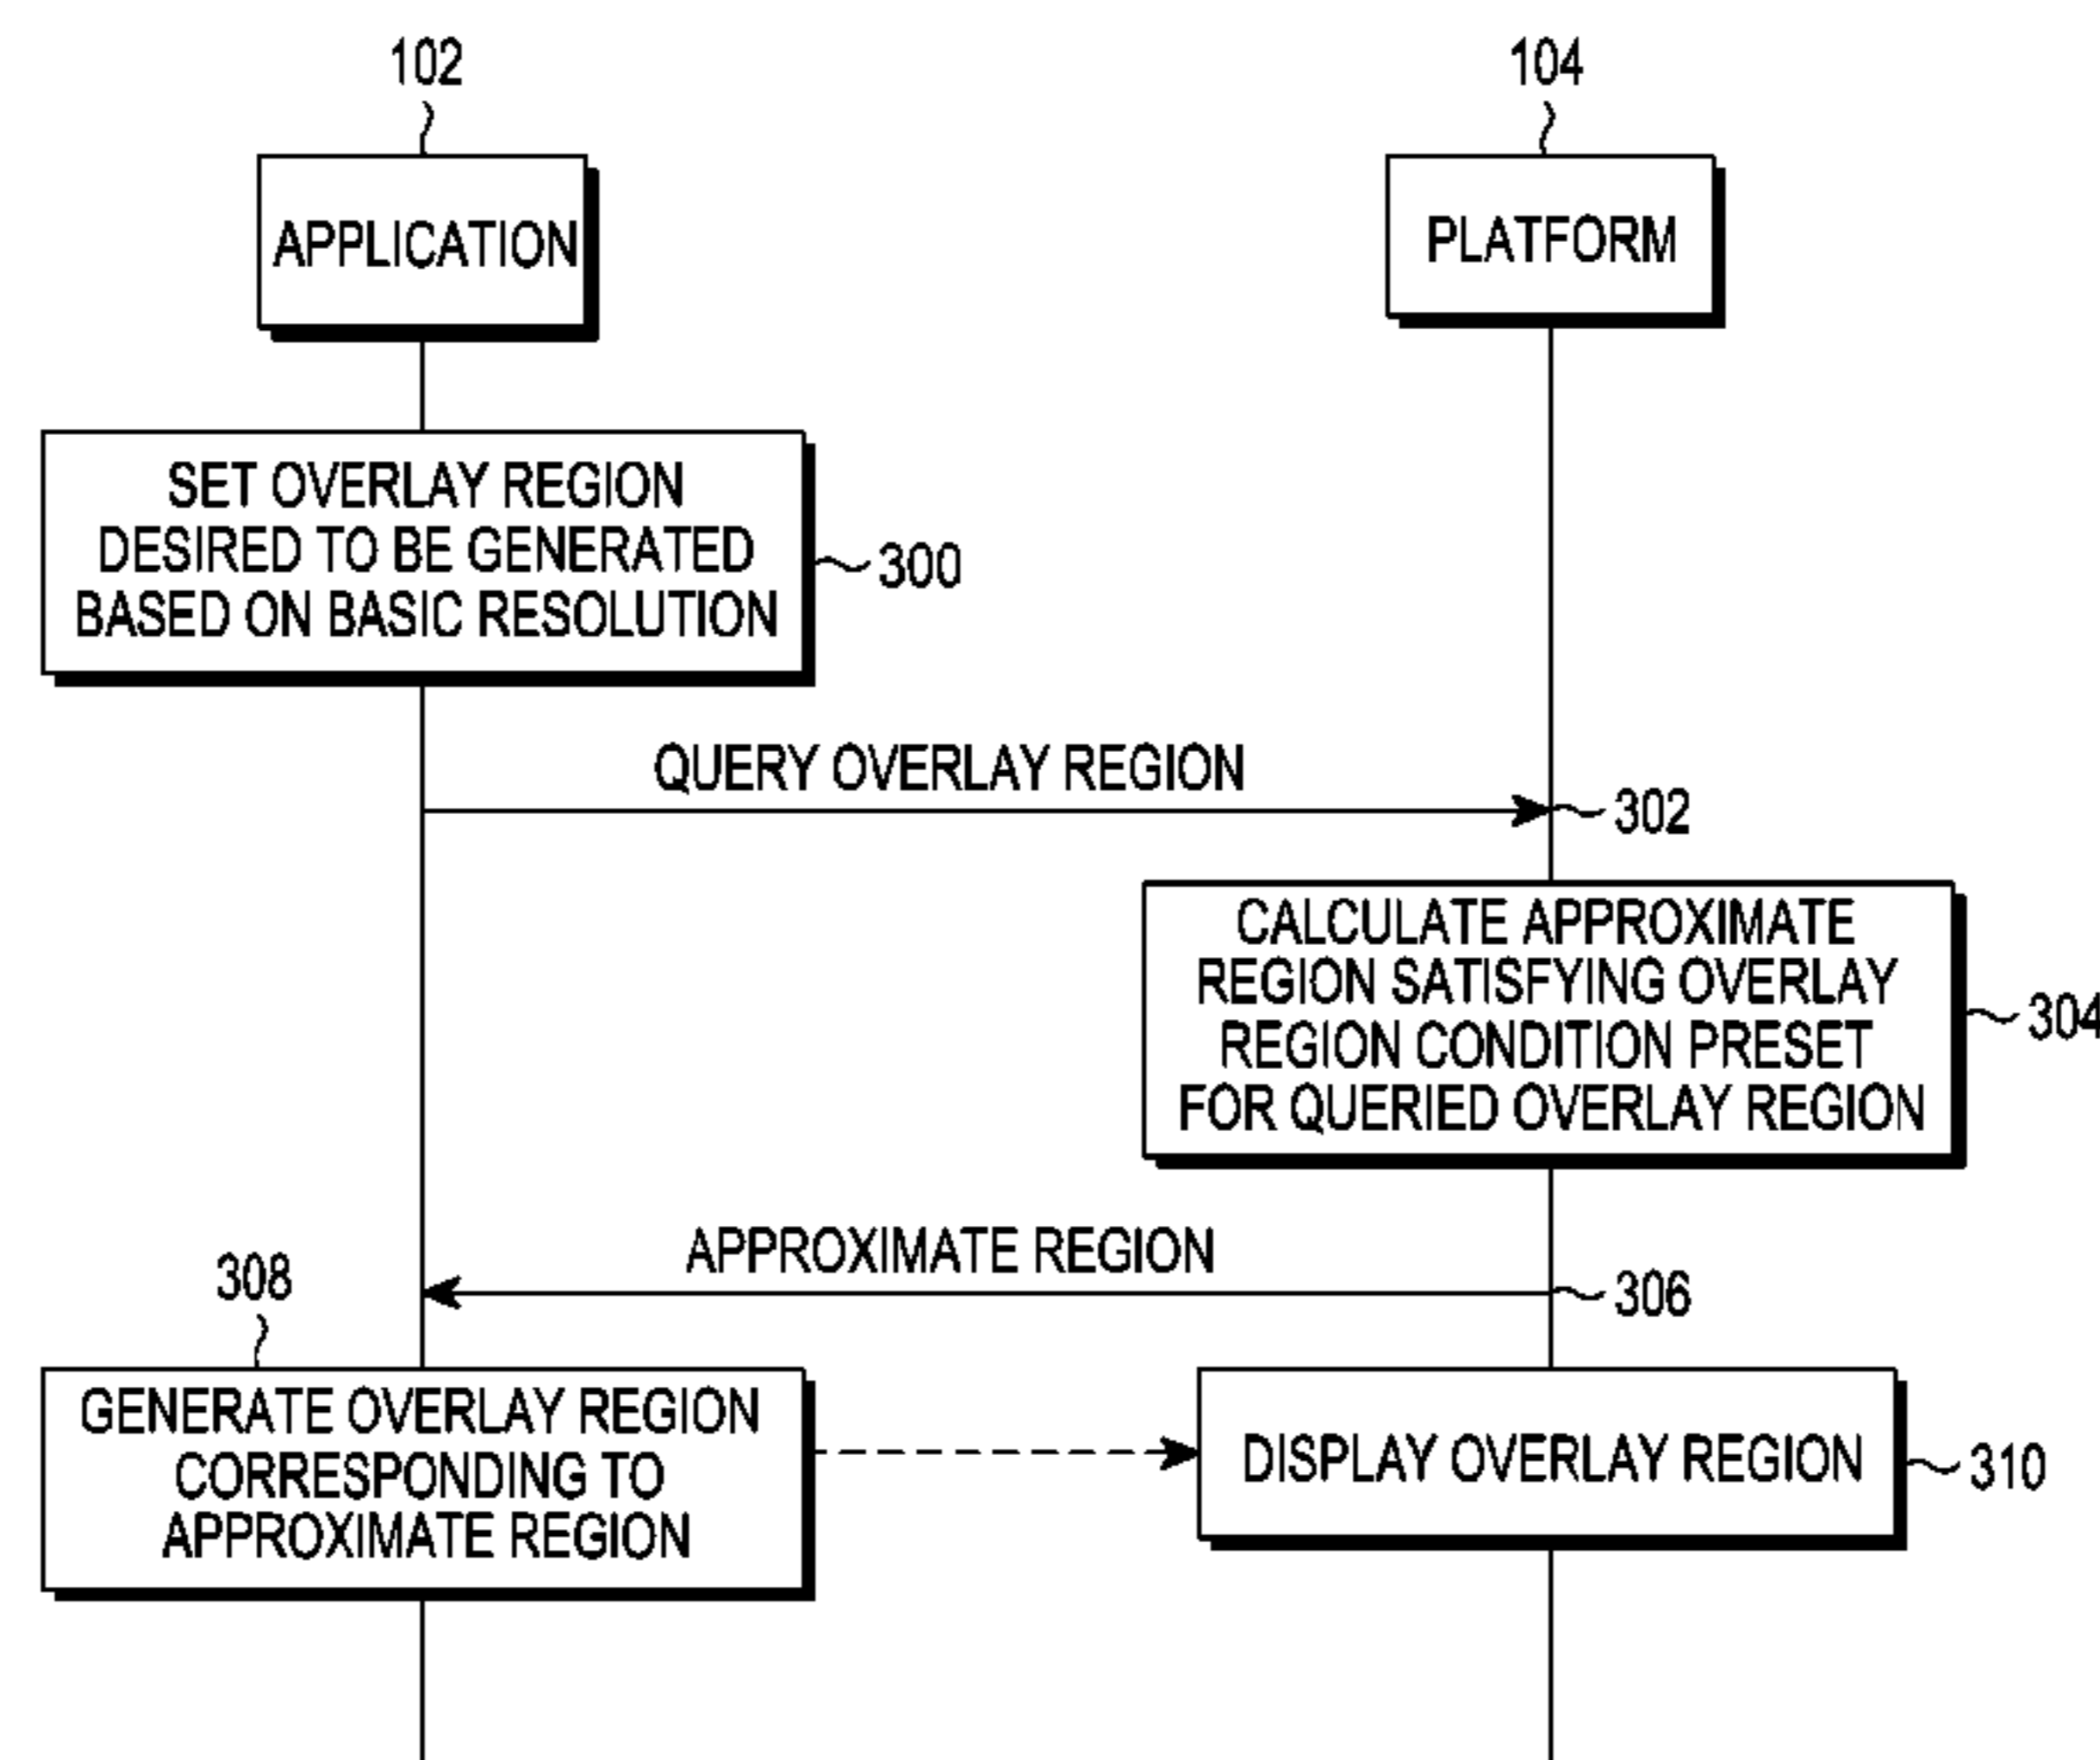 102
104
APPLICATION
PLATFORM
SET OVERLAY REGION
DESIRED TO BE GENERATED
BASED ON BASIC RESOLUTION
300
QUERY OVERLAY REGION
302
CALCULATE APPROXIMATE
REGION SATISFYING OVERLAY
REGION CONDITION PRESET
FOR QUERIED OVERLAY REGION
304
APPROXIMATE REGION
306
308
GENERATE OVERLAY REGION
CORRESPONDING TO
APPROXIMATE REGION
DISPLAY OVERLAY REGION
310